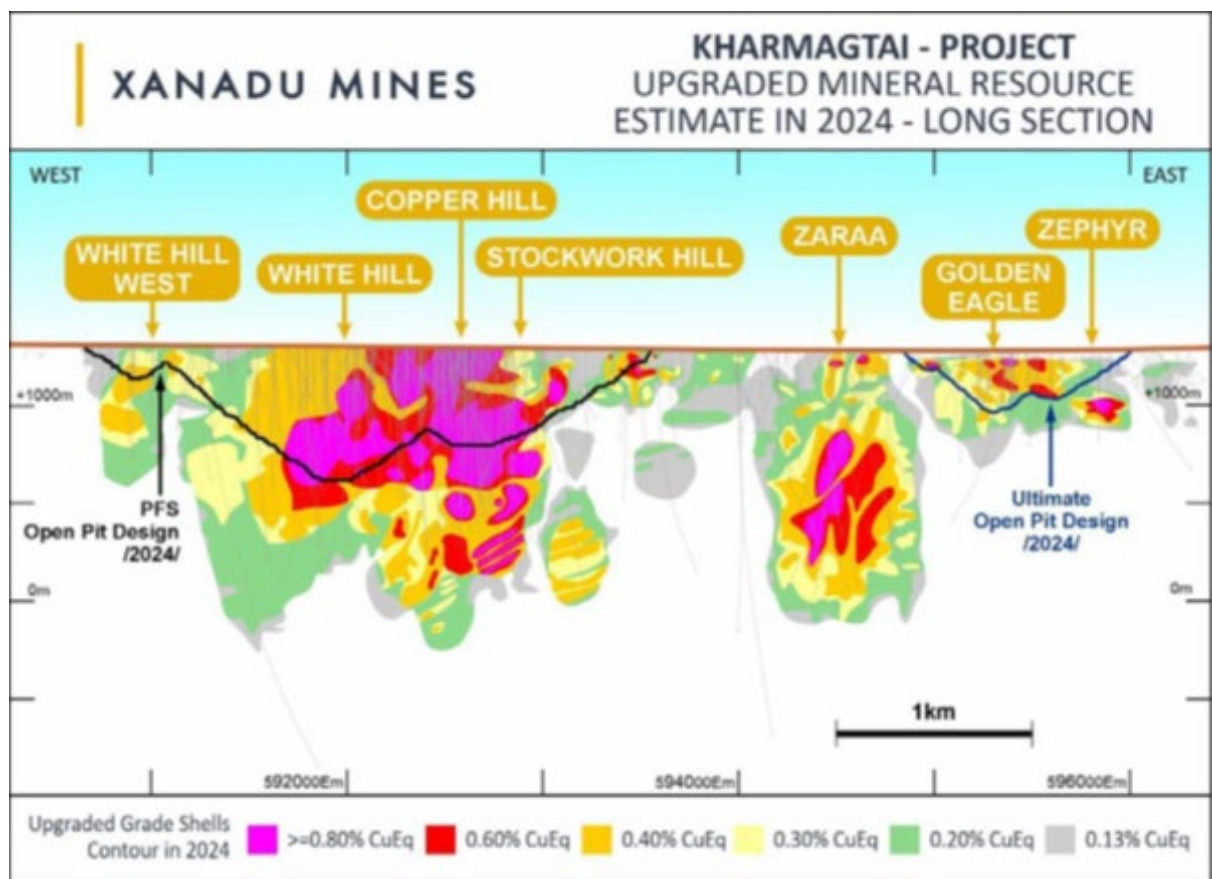 XANADU MINES
KHARMAGTAI - PROJECT
UPGRADED MINERAL RESOURCE
ESTIMATE IN 2024 - LONG SECTION
WEST
EAST
COPPER HILL
WHITE HILL
WEST
WHITE HILL
STOCKWORK HILL
ZARAA
GOLDEN
EAGLE
ZEPHYR
+1000m
+1000m
PFS
Open Pit Design
/2024/
Ultimate
Open Pit Design
/2024/
0m
0m
1km
592000Em
594000Em
596000Em
Upgraded Grade Shells
Contour in 2024
>=0.80% CuEq
0.60% CuEq
0.40% CuEq
0.30% CuEq
0.20% CuEq
0.13% CuEq